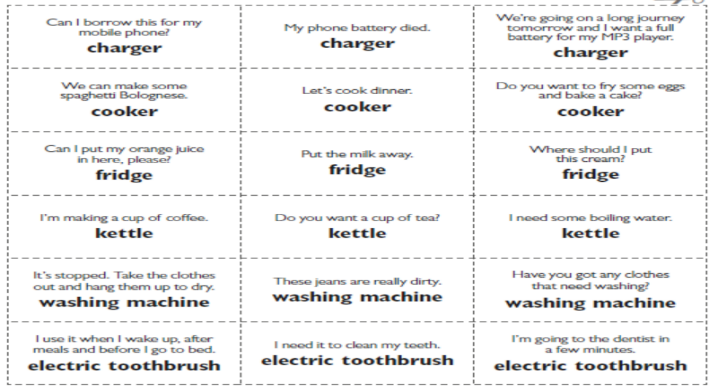 Can I borrow this for my
mobile phone?
charger
My phone battery died.
charger
We're going on a long journey
tomorrow and I want a full
battery for my MP3 player.
charger
We can make some
spaghetti Bolognese.
cooker
Let's cook dinner.
cooker
Do you want to fry some eggs
and bake a cake?
cooker
Can I put my orange juice
in here, please?
fridge
Put the milk away.
fridge
Where should I put
this cream?
fridge
I'm making a cup of coffee.
kettle
Do you want a cup of tea?
kettle
I need some boiling water.
kettle
It's stopped. Take the clothes
out and hang them up to dry.
washing machine
These jeans are really dirty.
washing machine
Have you got any clothes
that need washing?
washing machine
I use it when I wake up, after
meals and before I go to bed.
electric toothbrush
I need it to clean my teeth.
electric toothbrush
I'm going to the dentist in
a few minutes.
electric toothbrush